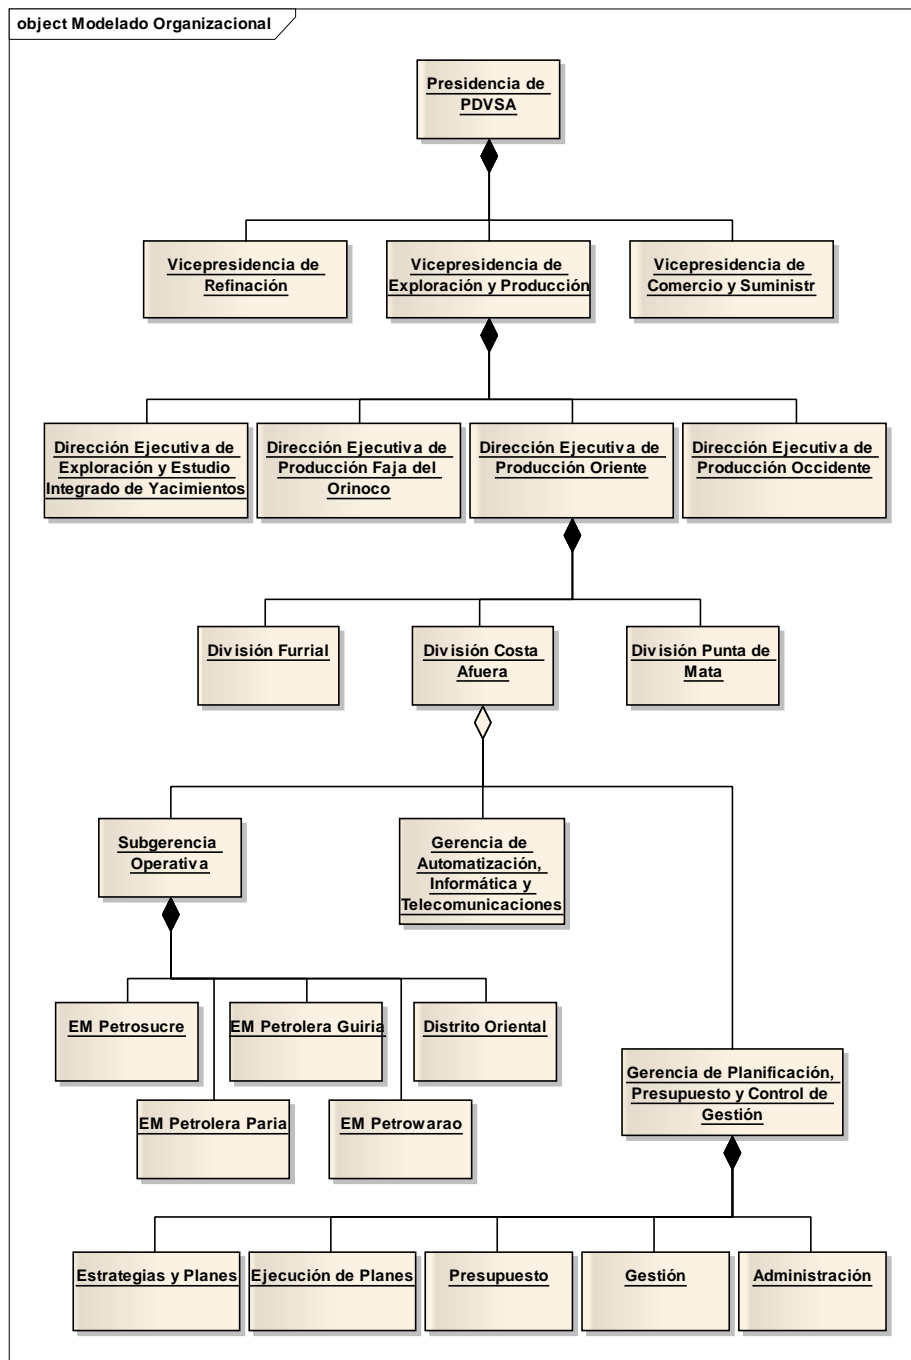 object Modelado Organizacional
Presidencia de
PDVSA
Vicepresidencia de
Refinación
Vicepresidencia de
Exploración y Producción
Vicepresidencia de
Comercio y Suministr
Dirección Ejecutiva de
Exploración y Estudio
Integrado de Yacimientos
Dirección Ejecutiva de
Producción Faja del
Orinoco
Dirección Ejecutiva de
Producción Oriente
Dirección Ejecutiva de
Producción Occidente
División Furrial
División Costa
Afuera
División Punta de
Mata
Subgerencia
Operativa
Gerencia de
Automatización,
Informática y
Telecomunicaciones
EM Petrosucre
EM Petrolera Guiria
Distrito Oriental
EM Petrolera Paria
EM Petrowarao
Gerencia de Planificación,
Presupuesto y Control de
Gestión
Estrategias y Planes
Ejecución de Planes
Presupuesto
Gestión
Administración